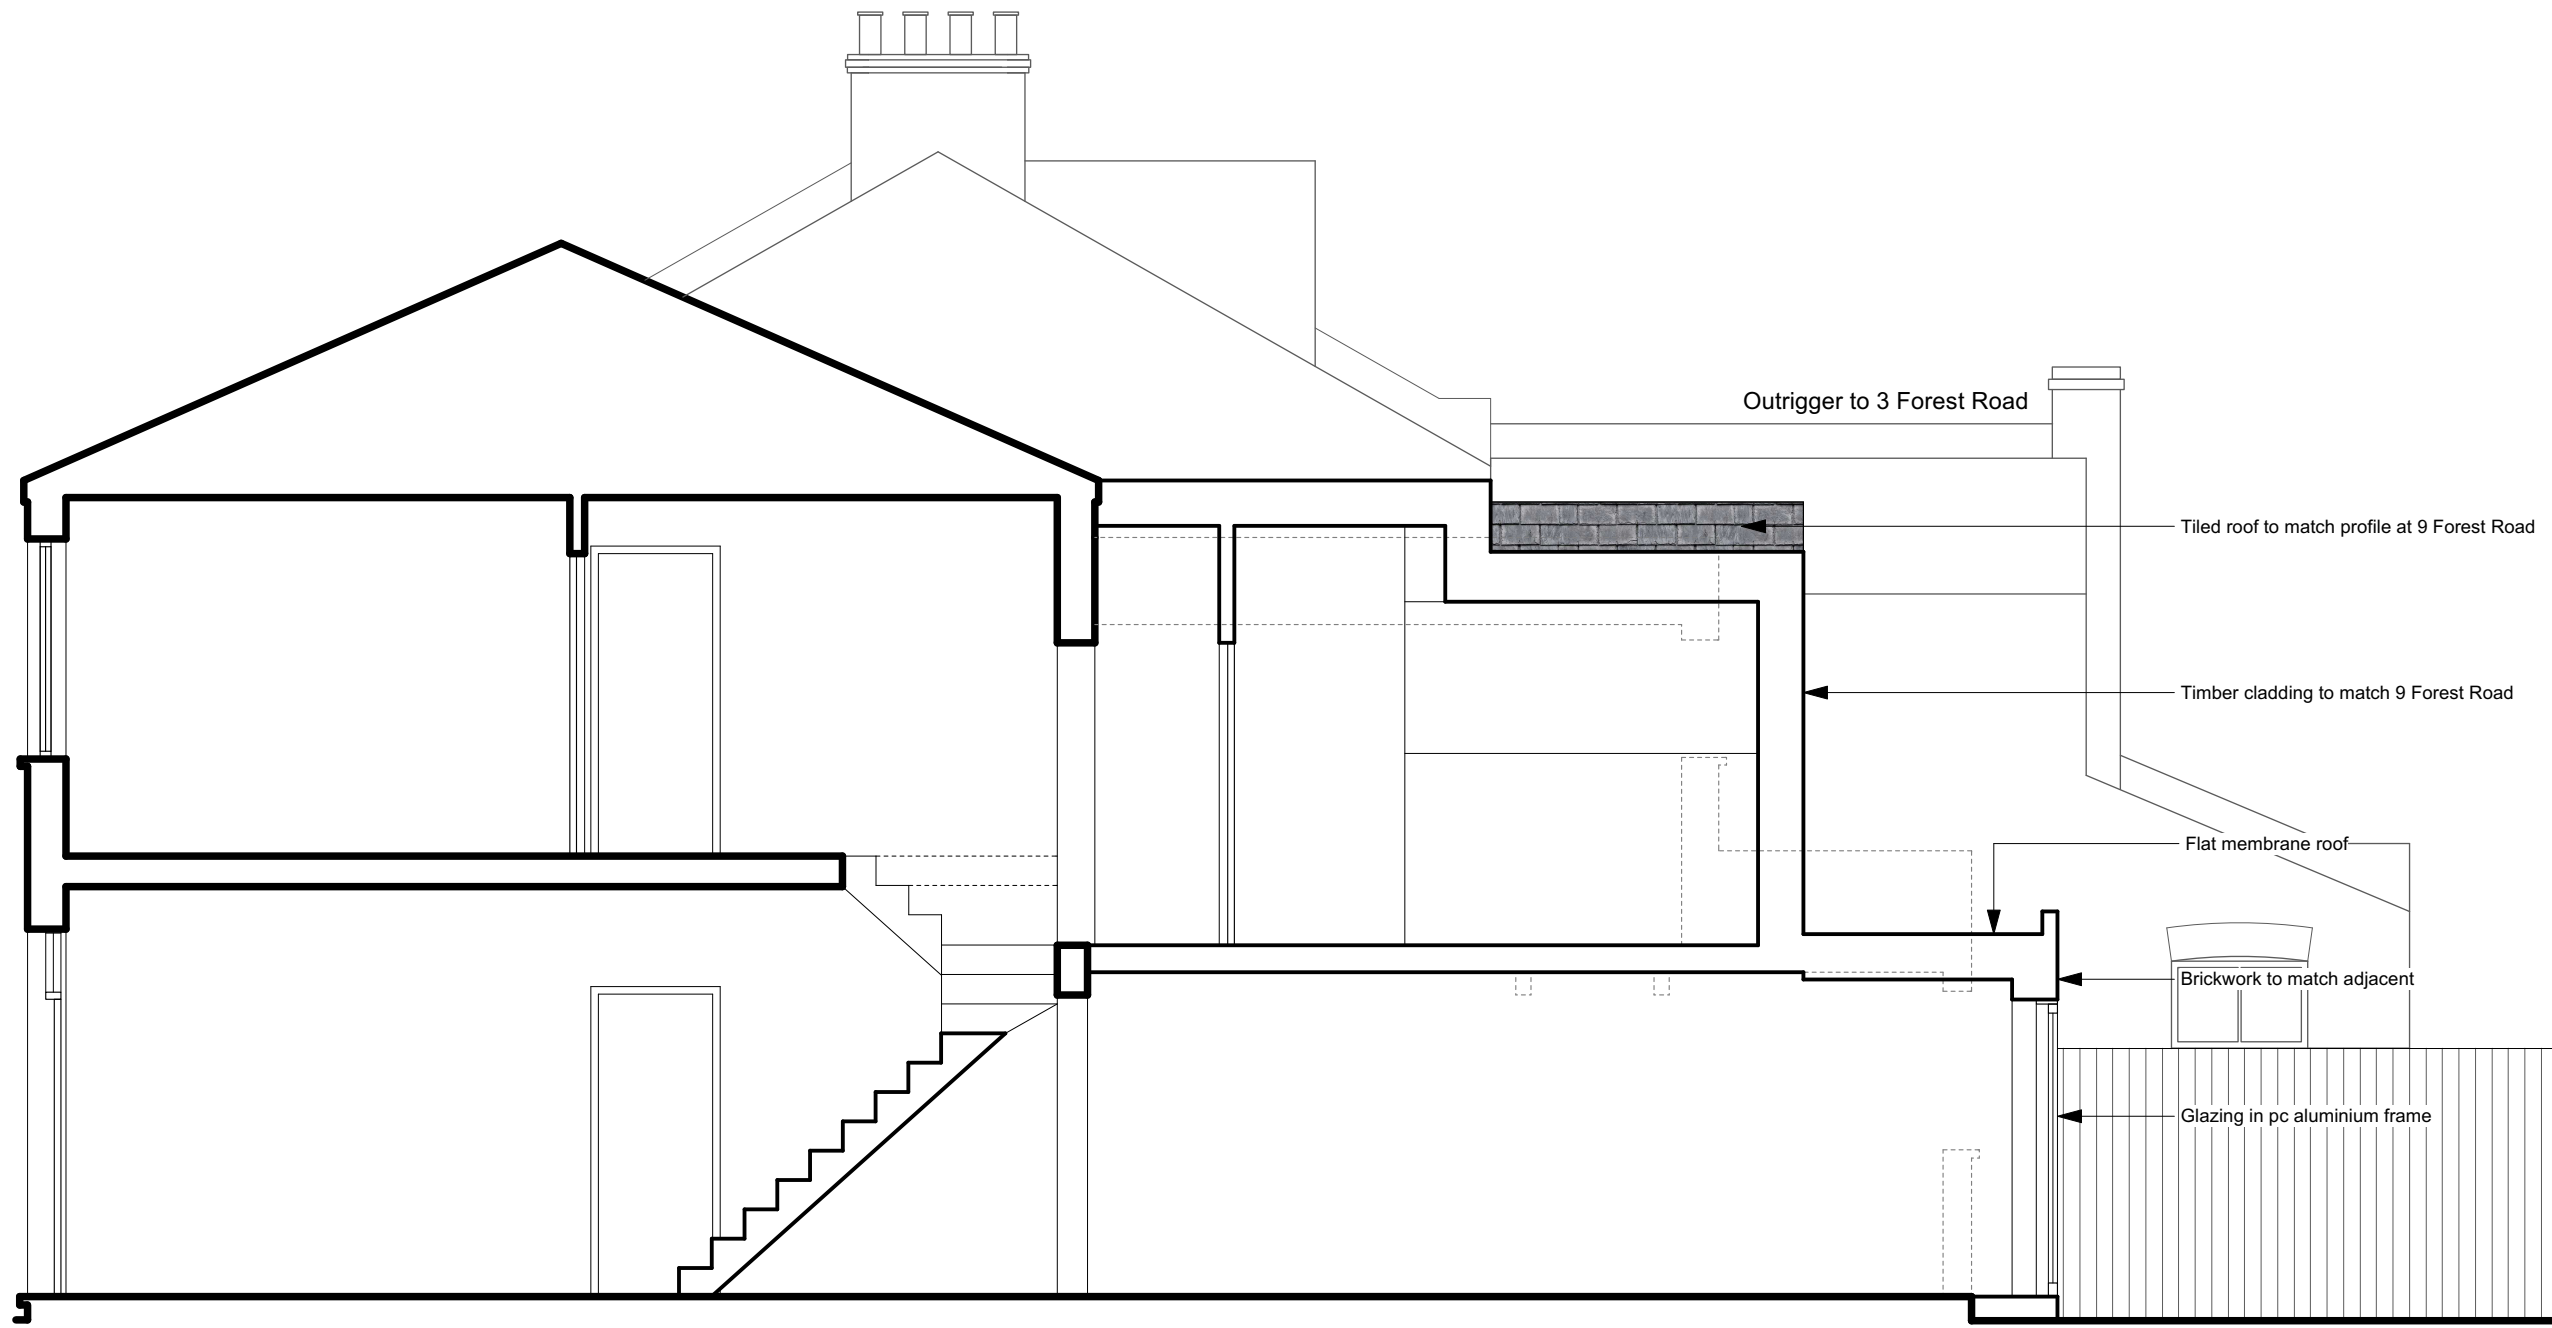 Outrigger to 3 Forest Road
Tiled roof to match profile at 9 Forest Road
Timber cladding to match 9 Forest Road
Flat membrane roof
Brickwork to match adjacent
Glazing in pc aluminium frame